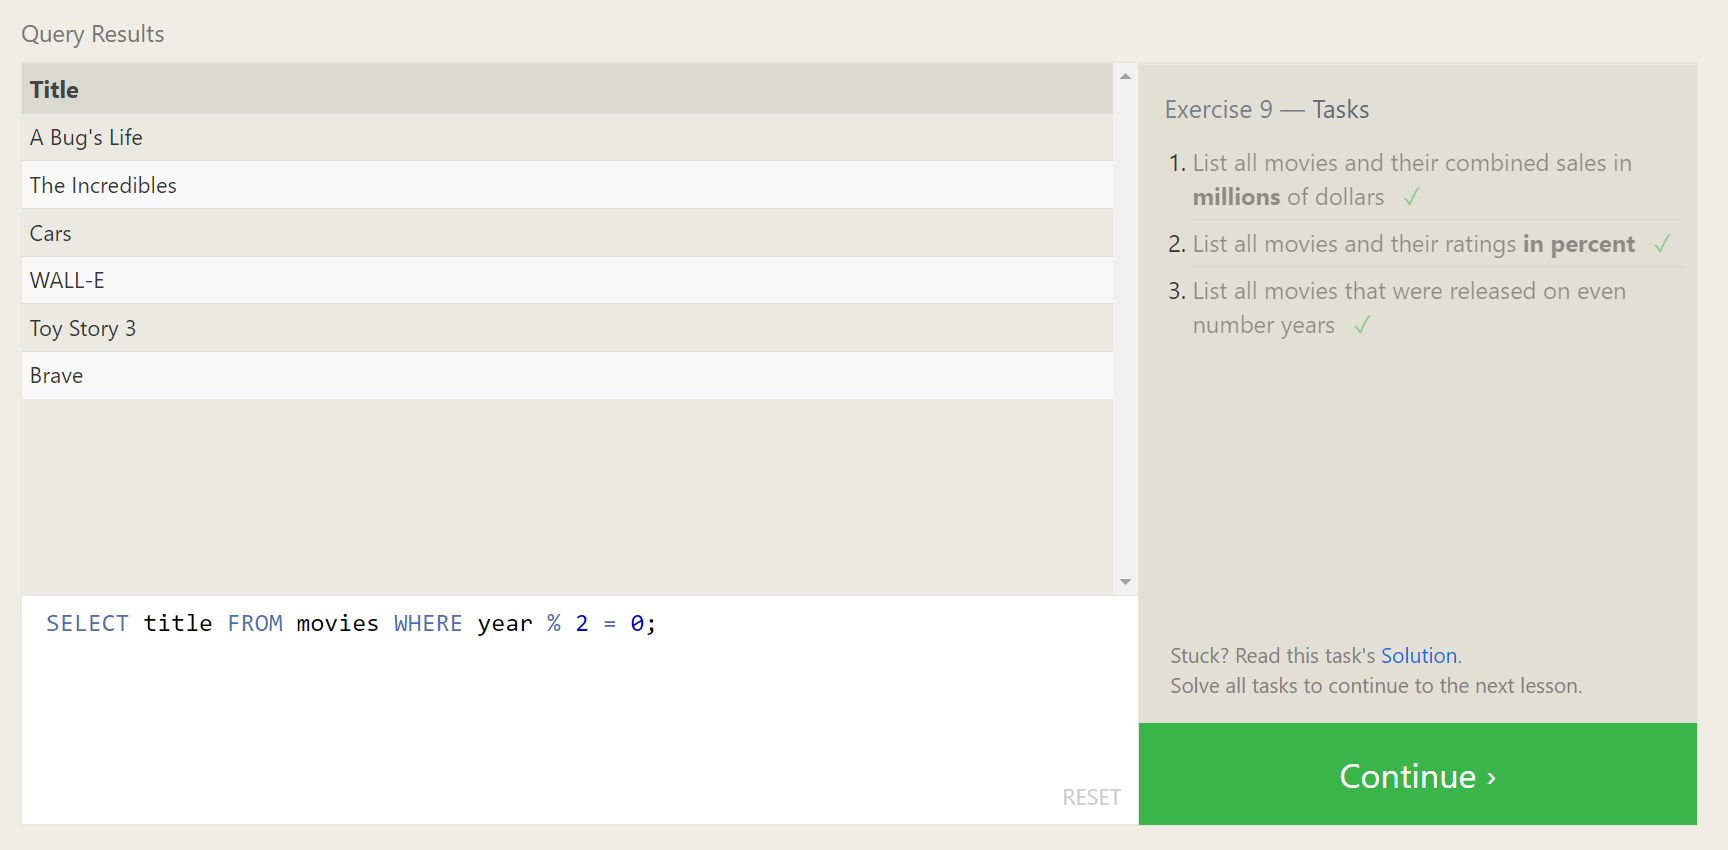 Query Results
Title
A Bug's Life
The Incredibles
Cars
WALL-E
Toy Story 3
Brave
SELECT title FROM movies WHERE year % 2 = 0;
RESET
Exercise 9 — Tasks
1. List all movies and their combined sales in
millions of dollars ✓
2. List all movies and their ratings in percent ✓
3. List all movies that were released on even
number years ✓
Stuck? Read this task's Solution.
Solve all tasks to continue to the next lesson.
Continue ›